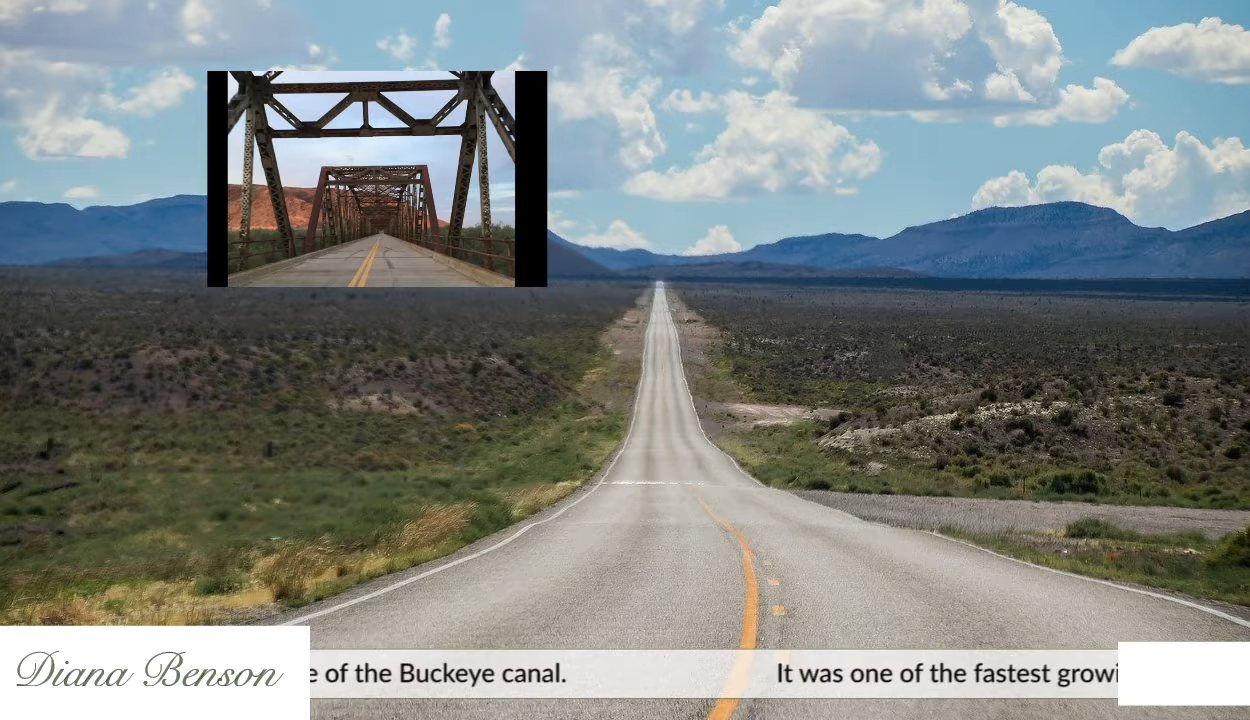 Diana Benson
e of the Buckeye canal. It was one of the fastest growi